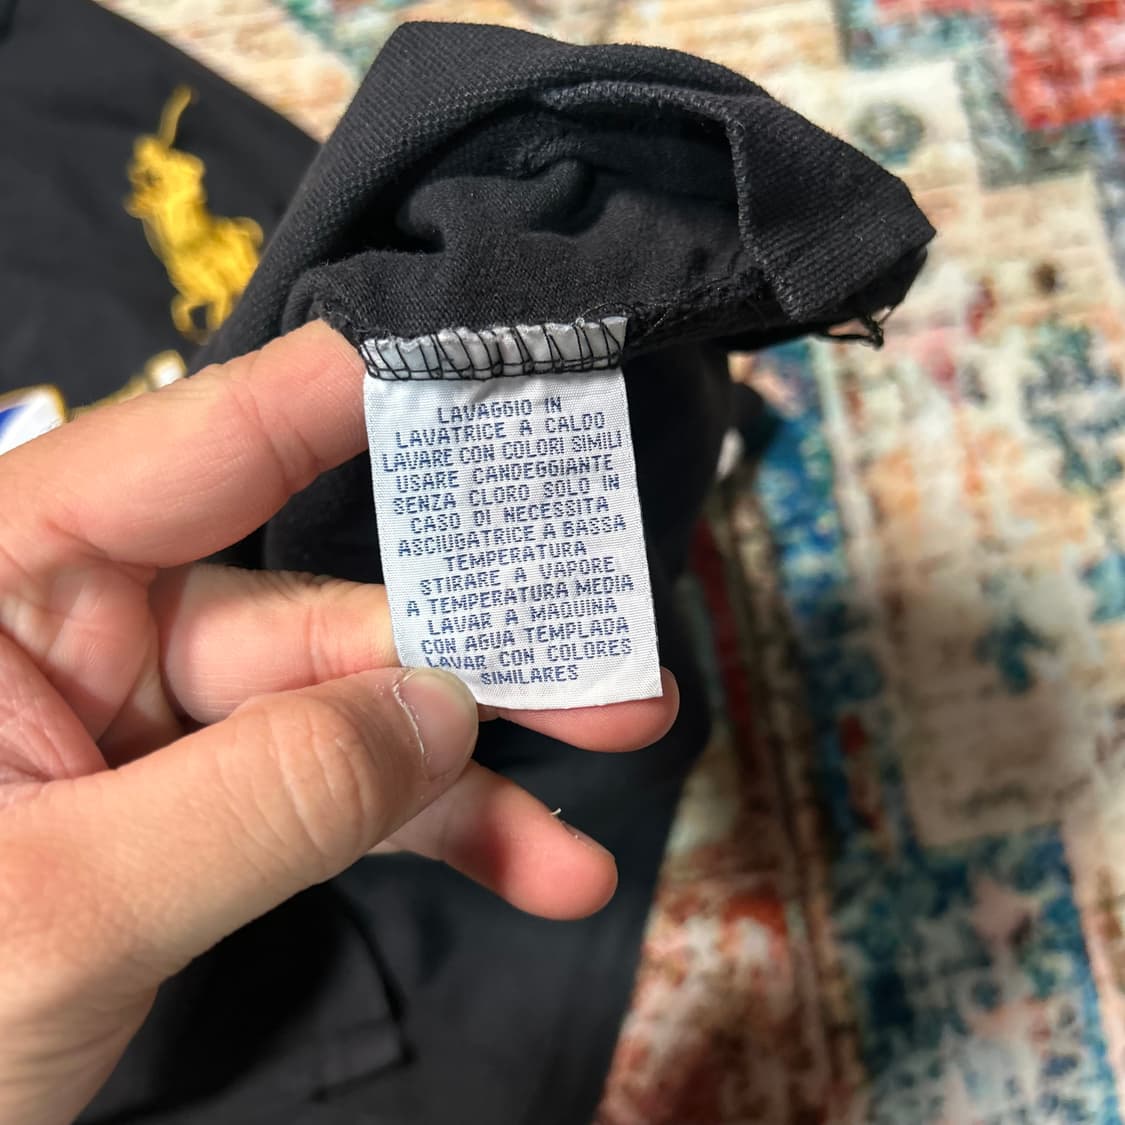 LAVAGGIO IN
LAVATRICE A CALDO
LAVARE CON COLORI SIMILI
USARE CANDEGGIANTE
SENZA CLORO SOLO IN
CASO DI NECESSITA
ASCIUGATRICE A BASSA
TEMPERATURA
STIRARE A VAPORE
A TEMPERATURA MEDIA
LAVAR A MAQUINA
CON AGUA TEMPLADA
LAVAR CON COLORES
SIMILARES